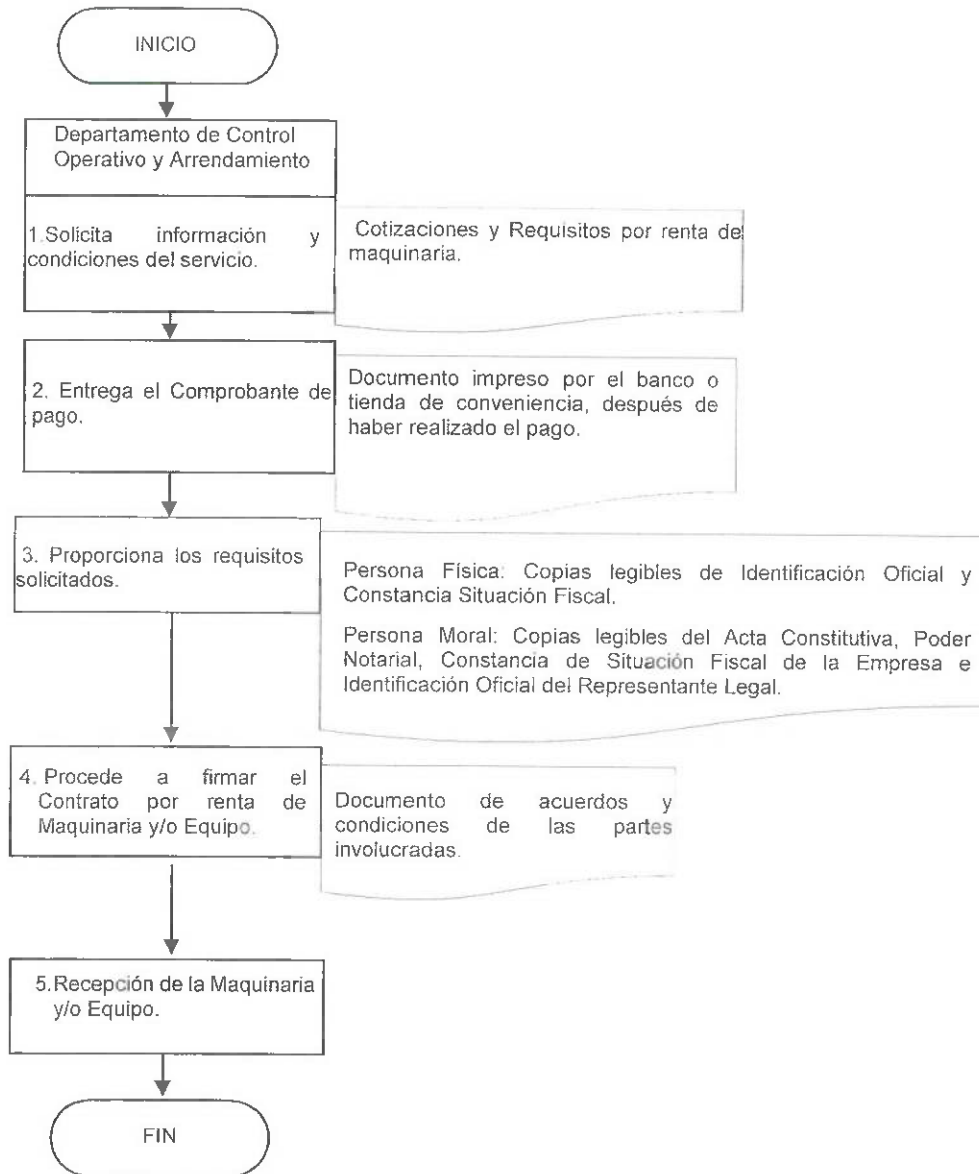 INICIO
Departamento de Control
Operativo y Arrendamiento
1.Solicita información y
condiciones del servicio.
Cotizaciones y Requisitos por renta de
maquinaria.
2. Entrega el Comprobante de
pago.
Documento impreso por el banco o
tienda de conveniencia, después de
haber realizado el pago.
3. Proporciona los requisitos
solicitados.
Persona Física: Copias legibles de Identificación Oficial y
Constancia Situación Fiscal.
Persona Moral: Copias legibles del Acta Constitutiva, Poder
Notarial, Constancia de Situación Fiscal de la Empresa e
Identificación Oficial del Representante Legal.
4. Procede a firmar el
Contrato por renta de
Maquinaria y/o Equipo.
Documento de acuerdos y
condiciones de las partes
involucradas.
5.Recepción de la Maquinaria
y/o Equipo.
FIN